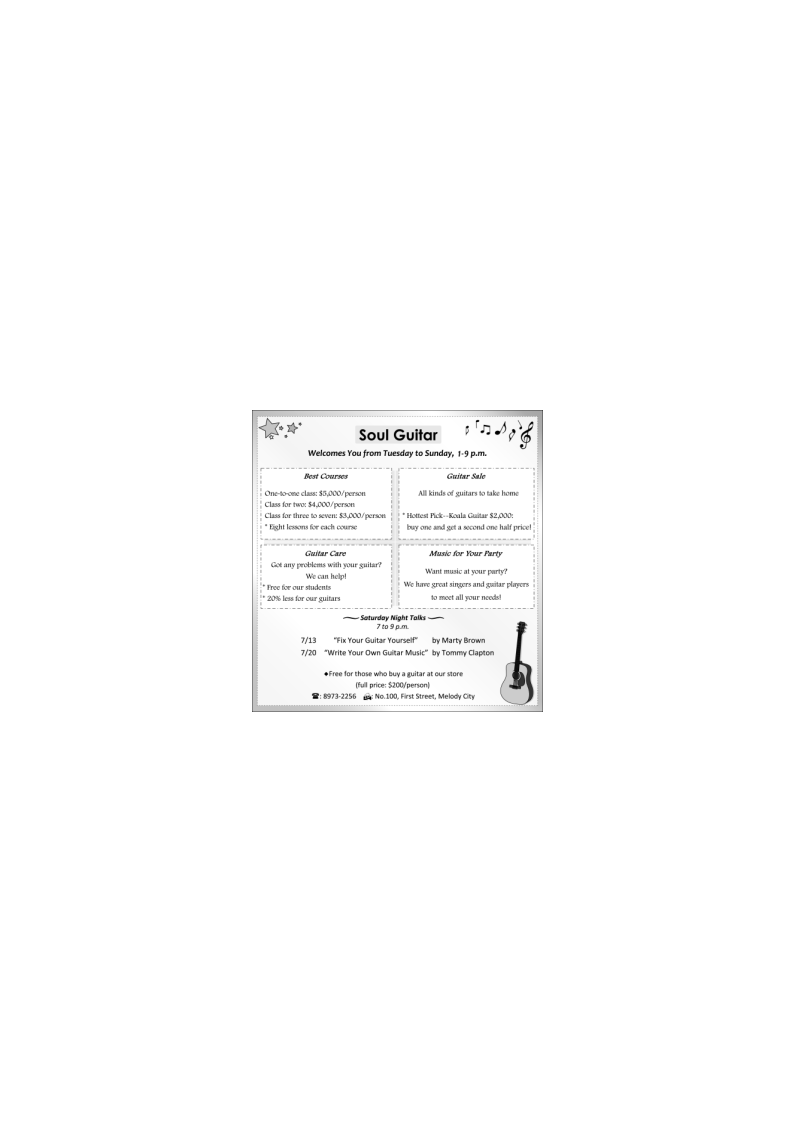 Soul Guitar
Welcomes You from Tuesday to Sunday, 1-9 p.m.
Best Courses
One-to-one class: $5,000/person
Class for two: $4,000/person
Class for three to seven: $3,000/person
* Eight lessons for each course
Guitar Sale
All kinds of guitars to take home
* Hottest Pick--Koala Guitar $2,000:
buy one and get a second one half price!
Guitar Care
Got any problems with your guitar?
We can help!
* Free for our students
* 20% less for our guitars
Music for Your Party
Want music at your party?
We have great singers and guitar players
to meet all your needs!
Saturday Night Talks
7 to 9 p.m.
7/13 “Fix Your Guitar Yourself” by Marty Brown
7/20 “Write Your Own Guitar Music” by Tommy Clapton
◆Free for those who buy a guitar at our store
(full price: $200/person)
☎: 8973-2256 : No.100, First Street, Melody City